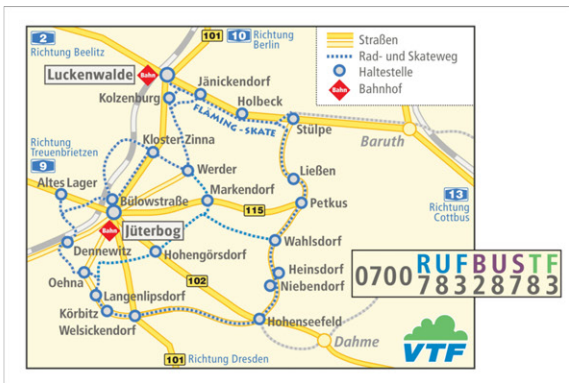 2
Richtung Beelitz
101
10
Richtung
Berlin
Straßen
Rad- und Skateweg
Haltestelle
Bahn
Bahnhof
Luckenwalde
Bahn
Jänickendorf
Kolzenburg
Holbeck
FLÄMING - SKATE
Stülpe
Baruth
Richtung
Treuenbrietzen
9
Kloster Zinna
Werder
Ließen
Altes Lager
Bülowstraße
Markendorf
115
Petkus
13
Richtung
Cottbus
Bahn
Jüterbog
Dennewitz
Hohengörsdorf
Wahlsdorf
Heinsdorf
Niebendorf
Oehna
102
Langenlipsdorf
Körbitz
Welsickendorf
Hohenseefeld
Dahme
101
Richtung Dresden
0700
RUFBUSTF
78328783
VTF